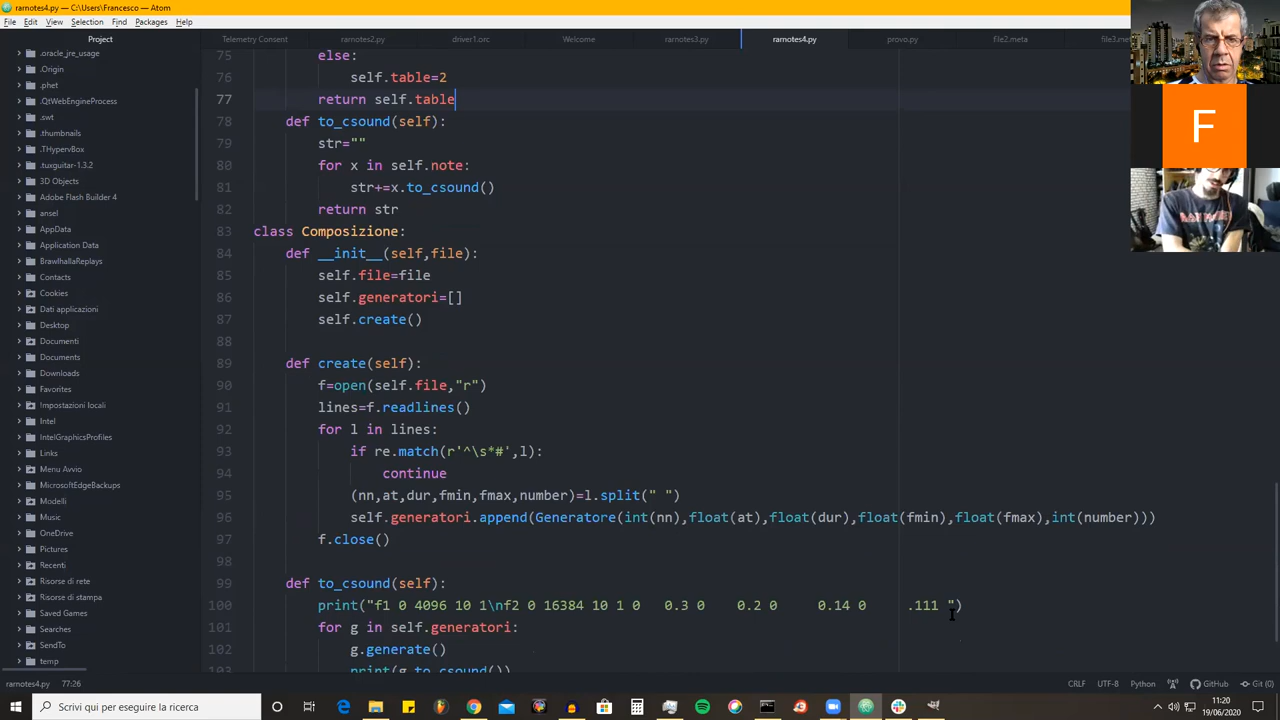 rarnotes4.py — C:\Users\Francesco — Atom
File Edit View Selection Find Packages Help
Project
Telemetry Consent rarnotes2.py driver1.orc Welcome rarnotes3.py rarnotes4.py provo.py file2.meta file3.me
.oracle_jre_usage
.Origin
.phet
.QtWebEngineProcess
.swt
.thumbnails
.THypervBox
.tuxguitar-1.3.2
3D Objects
Adobe Flash Builder 4
ansel
AppData
Application Data
BrawlhallaReplays
Contacts
Cookies
Dati applicazioni
Desktop
Documenti
Documents
Downloads
Favorites
Impostazioni locali
Intel
IntelGraphicsProfiles
Links
Menu Avvio
MicrosoftEdgeBackups
Modelli
Music
OneDrive
Pictures
Recenti
Risorse di rete
Risorse di stampa
Saved Games
Searches
SendTo
temp
75 else:
76 self.table=2
77 return self.table
78 def to_csound(self):
79 str=""
80 for x in self.note:
81 str+=x.to_csound()
82 return str
83 class Composizione:
84 def __init__(self,file):
85 self.file=file
86 self.generatori=[]
87 self.create()
88
89 def create(self):
90 f=open(self.file,"r")
91 lines=f.readlines()
92 for l in lines:
93 if re.match(r'^\s*#',l):
94 continue
95 (nn,at,dur,fmin,fmax,number)=l.split(" ")
96 self.generatori.append(Generatore(int(nn),float(at),float(dur),float(fmin),float(fmax),int(number)))
97 f.close()
98
99 def to_csound(self):
100 print("f1 0 4096 10 1\nf2 0 16384 10 1 0 0.3 0 0.2 0 0.14 0 .111 ")
101 for g in self.generatori:
102 g.generate()
103 print(g.to_csound())
F
rarnotes4.py 77:26 CRLF UTF-8 Python GitHub Git (0)
Scrivi qui per eseguire la ricerca
11:20
19/06/2020